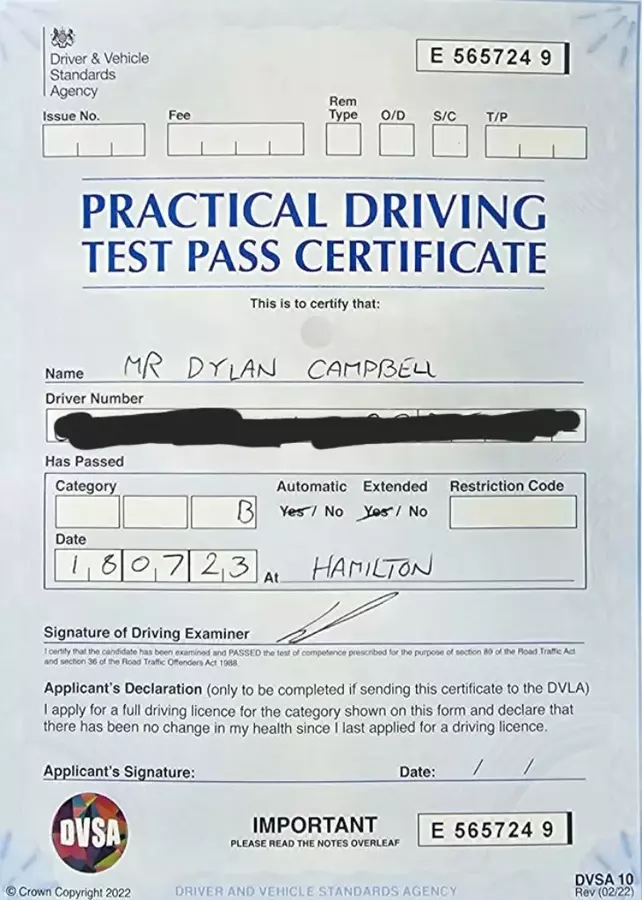 Driver & Vehicle
Standards
Agency
E 565724 9
Issue No. Fee Rem Type O/D S/C T/P
PRACTICAL DRIVING
TEST PASS CERTIFICATE
This is to certify that:
Name MR DYLAN CAMPBELL
Driver Number
Has Passed
Category Automatic Extended Restriction Code
B Yes / No Yes / No
Date
180723 At HAMILTON
Signature of Driving Examiner
I certify that the candidate has been examined and PASSED the test of competence prescribed for the purpose of section 89 of the Road Traffic Act
and section 36 of the Road Traffic Offenders Act 1988.
Applicant's Declaration (only to be completed if sending this certificate to the DVLA)
I apply for a full driving licence for the category shown on this form and declare that
there has been no change in my health since I last applied for a driving licence.
Applicant's Signature: Date: / /
DVSA
IMPORTANT
PLEASE READ THE NOTES OVERLEAF
E 565724 9
© Crown Copyright 2022
DRIVER AND VEHICLE STANDARDS AGENCY
DVSA 10
Rev (02/22)